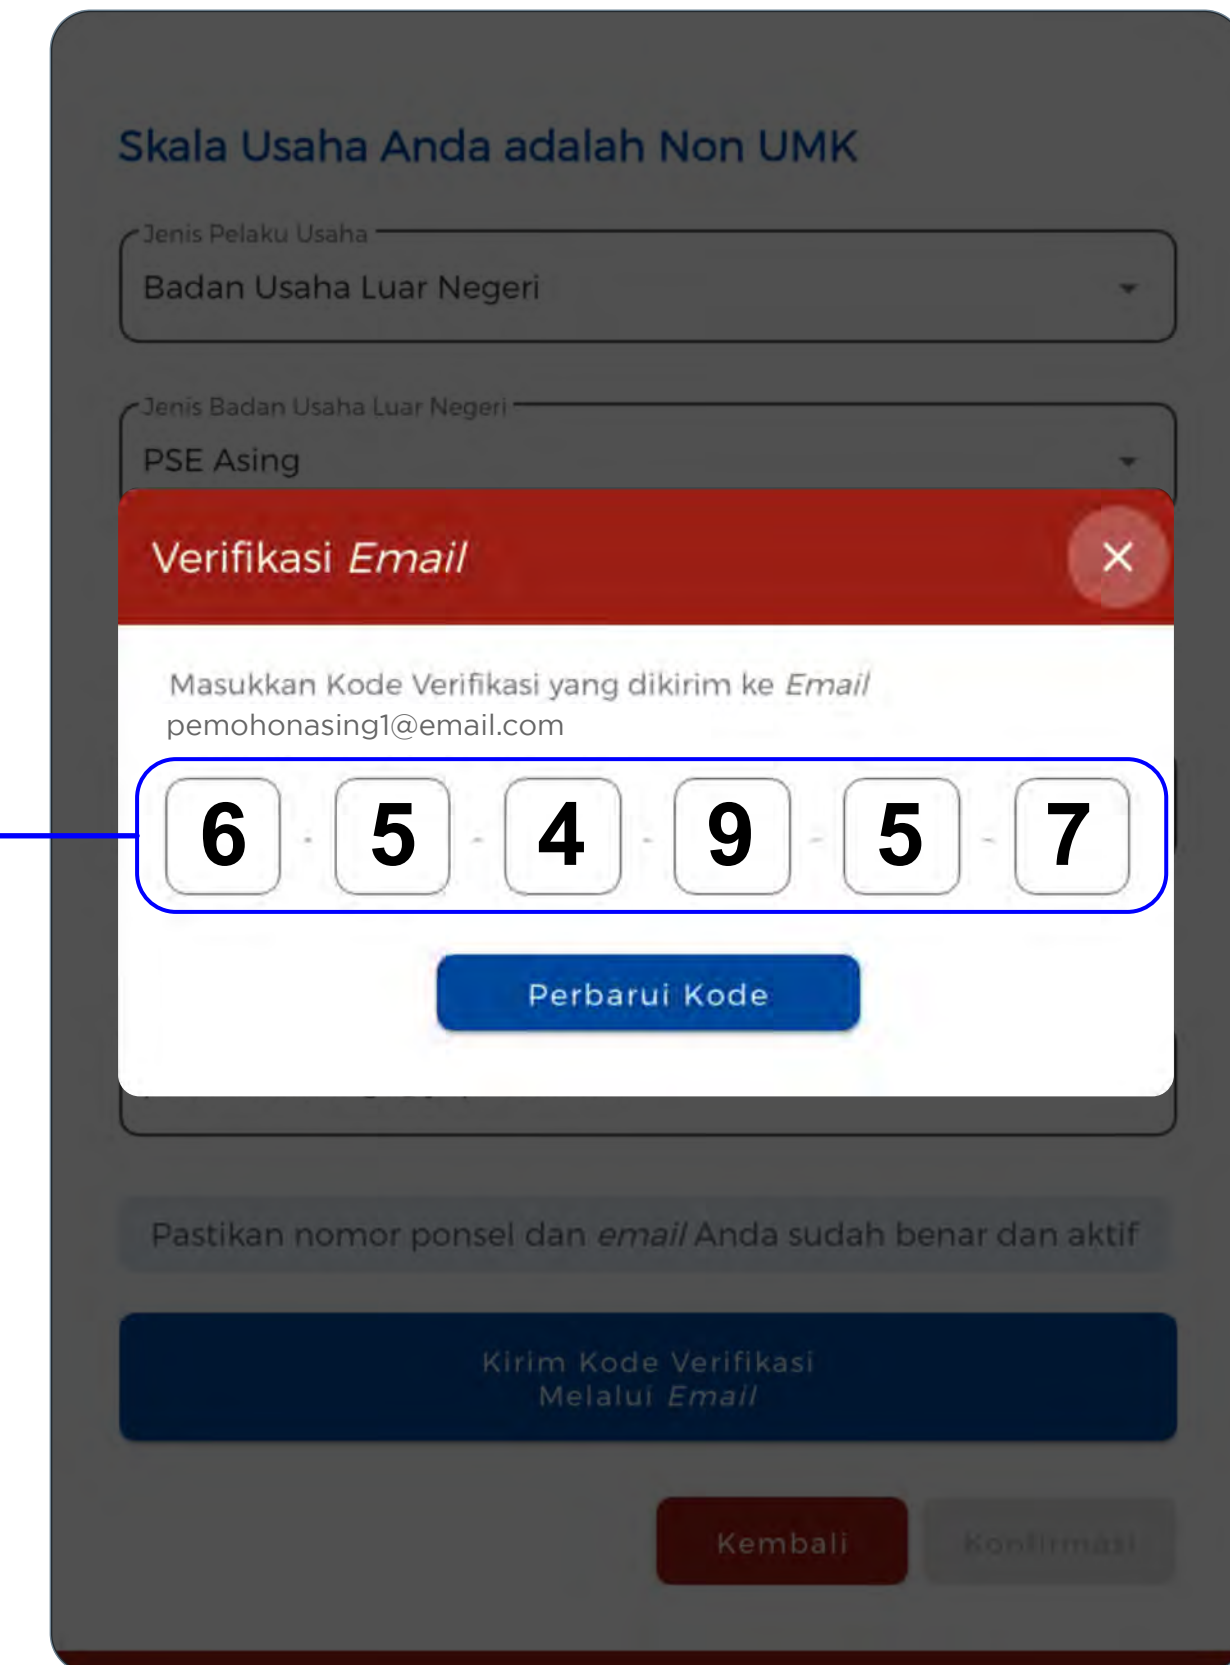 Skala Usaha Anda adalah Non UMK
Jenis Pelaku Usaha
Badan Usaha Luar Negeri
Jenis Badan Usaha Luar Negeri
PSE Asing
Verifikasi Email
Masukkan Kode Verifikasi yang dikirim ke Email
pemohonasing1@email.com
6 - 5 - 4 - 9 - 5 - 7
Perbarui Kode
Pastikan nomor ponsel dan email Anda sudah benar dan aktif
Kirim Kode Verifikasi
Melalui Email
Kembali
Konfirmasi